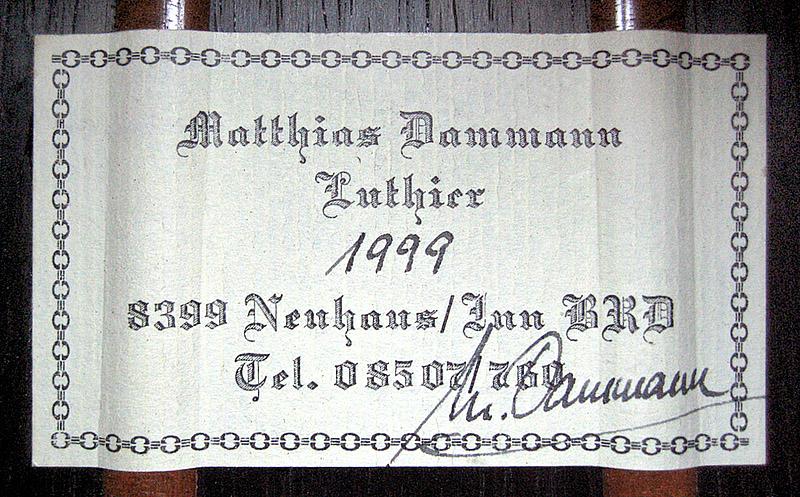 Matthias Dammann
Luthier
1999
8399 Neuhaus/Inn BRD
Tel. 08507/760
M. Dammann